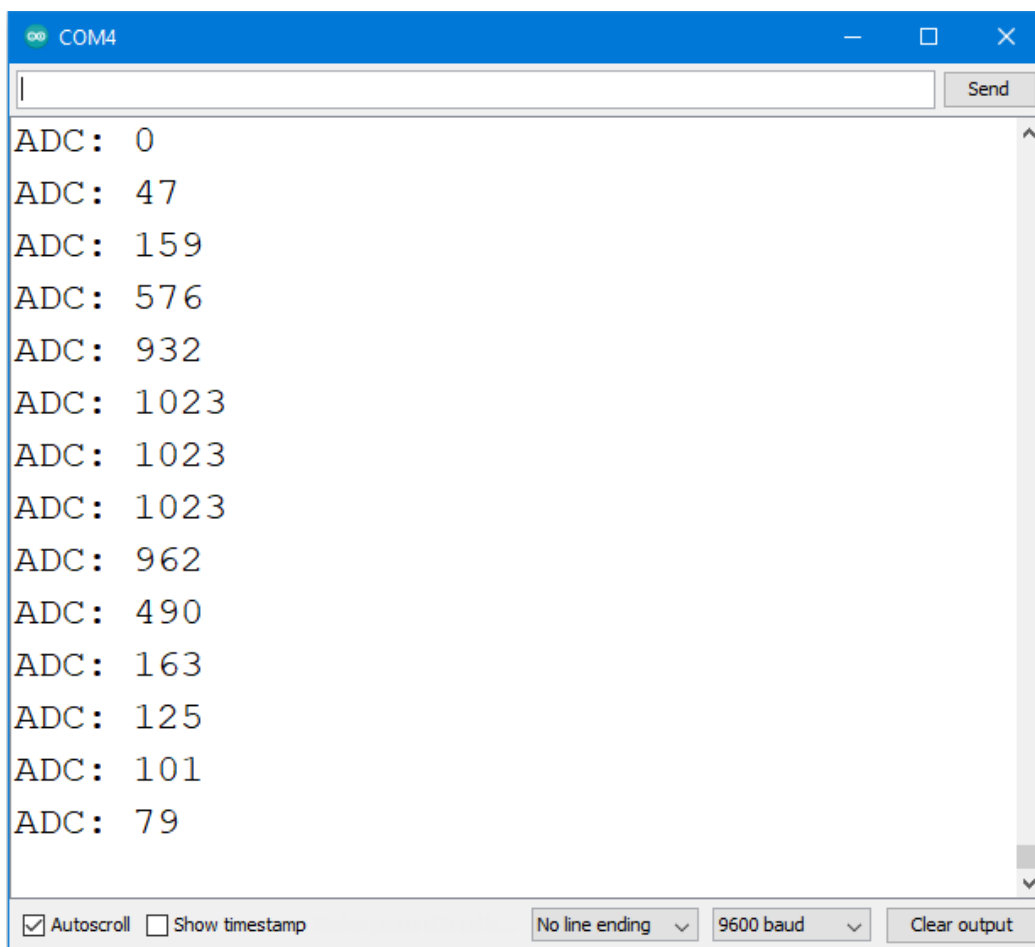 COM4
Send
ADC: 0
ADC: 47
ADC: 159
ADC: 576
ADC: 932
ADC: 1023
ADC: 1023
ADC: 1023
ADC: 962
ADC: 490
ADC: 163
ADC: 125
ADC: 101
ADC: 79
Autoscroll Show timestamp No line ending 9600 baud Clear output